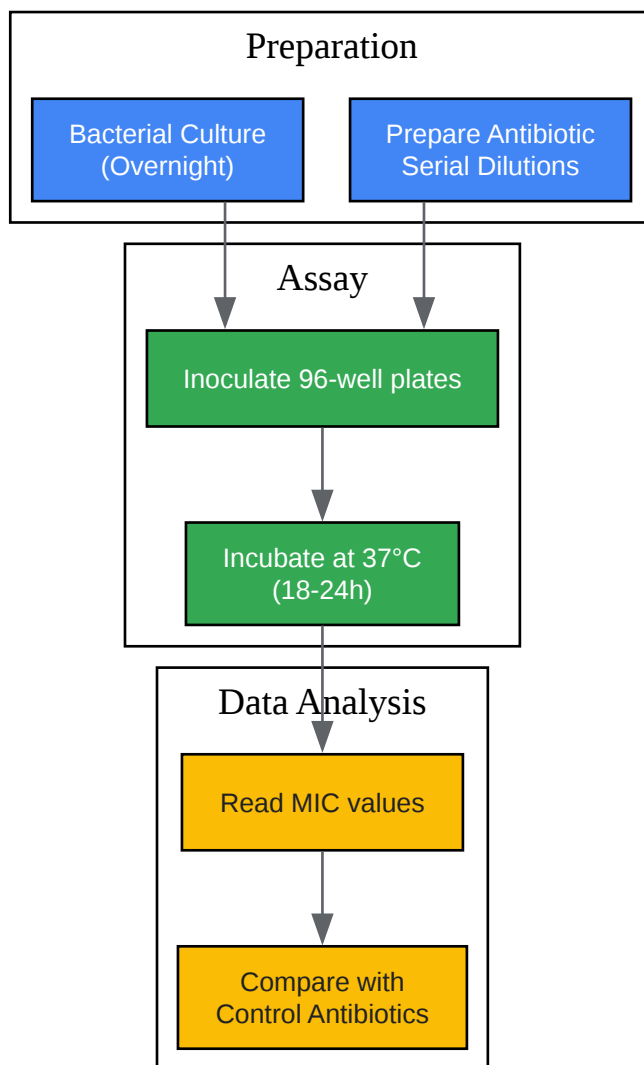 Preparation
Bacterial Culture
(Overnight)
Prepare Antibiotic
Serial Dilutions
Assay
Inoculate 96-well plates
Incubate at 37°C
(18-24h)
Data Analysis
Read MIC values
Compare with
Control Antibiotics